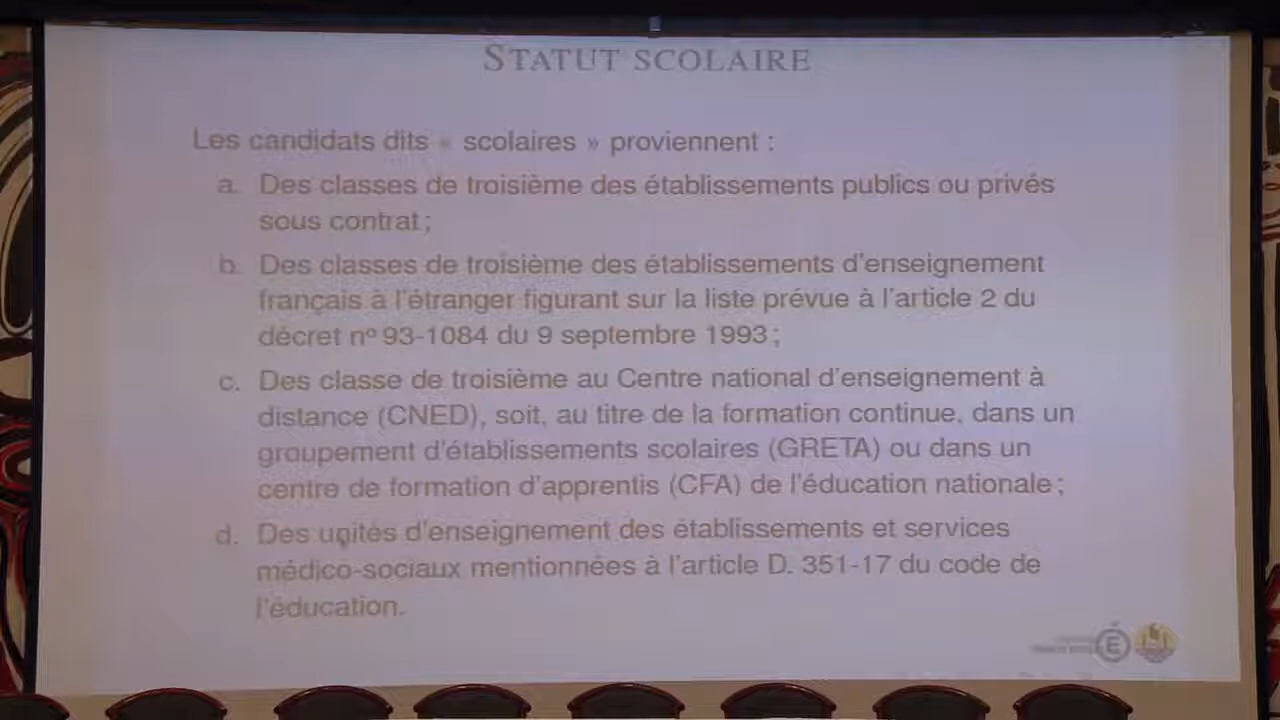 STATUT SCOLAIRE
Les candidats dits « scolaires » proviennent :
a. Des classes de troisième des établissements publics ou privés
sous contrat ;
b. Des classes de troisième des établissements d'enseignement
français à l'étranger figurant sur la liste prévue à l'article 2 du
décret nº 93-1084 du 9 septembre 1993 ;
c. Des classe de troisième au Centre national d'enseignement à
distance (CNED), soit, au titre de la formation continue, dans un
groupement d'établissements scolaires (GRETA) ou dans un
centre de formation d'apprentis (CFA) de l'éducation nationale ;
d. Des unités d'enseignement des établissements et services
médico-sociaux mentionnées à l'article D. 351-17 du code de
l'éducation.
É